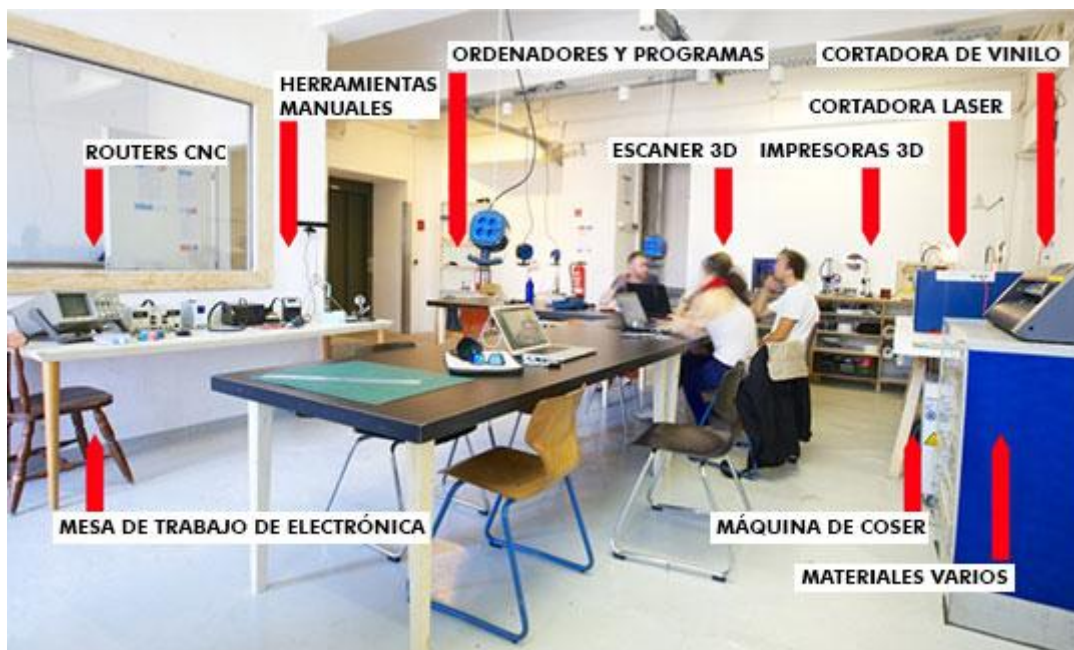 ORDENADORES Y PROGRAMAS
CORTADORA DE VINILO
HERRAMIENTAS
MANUALES
CORTADORA LASER
ROUTERS CNC
ESCANER 3D
IMPRESORAS 3D
MESA DE TRABAJO DE ELECTRÓNICA
MÁQUINA DE COSER
MATERIALES VARIOS